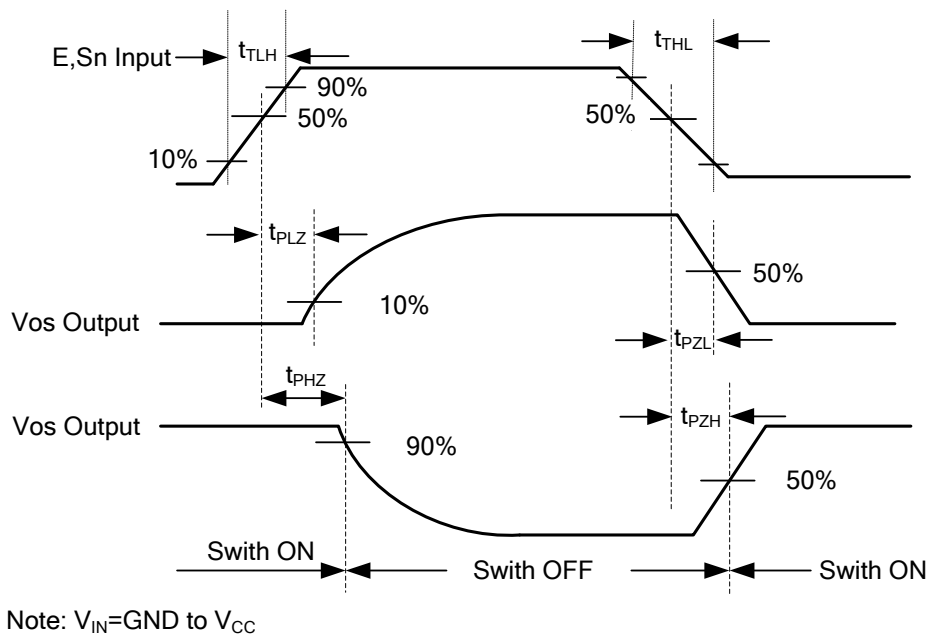 E,Sn Input
tTLH
tTHL
90%
50%
50%
10%
tPLZ
50%
10%
Vos Output
tPZL
tPHZ
tPZH
Vos Output
90%
50%
Swith ON
Swith OFF
Swith ON
Note: VIN=GND to VCC